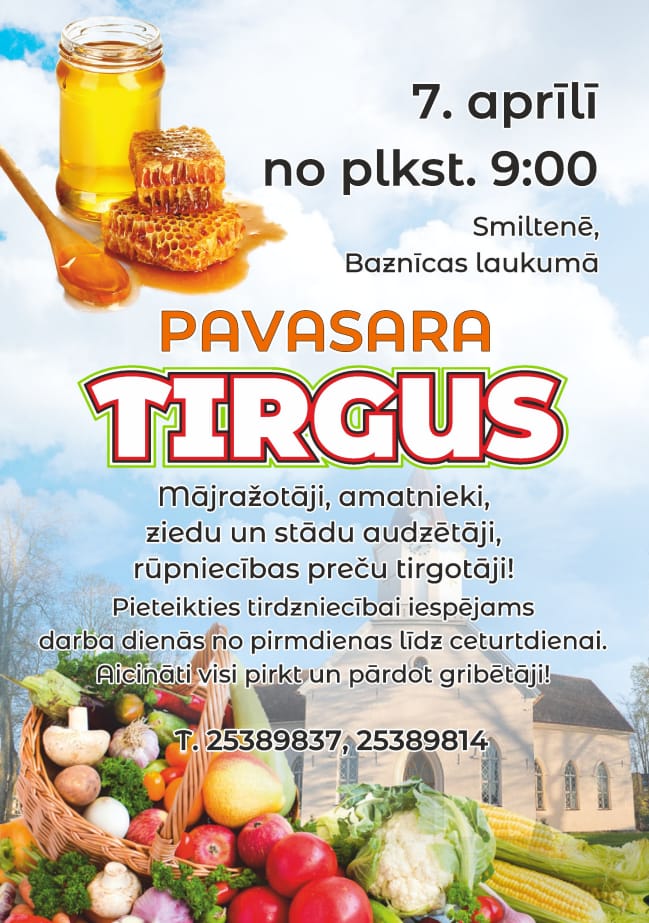 7. aprīlī
no plkst. 9:00
Smiltenē,
Baznīcas laukumā
PAVASARA
TIRGUS
Mājražotāji, amatnieki,
ziedu un stādu audzētāji,
rūpniecības preču tirgotāji!
Pieteikties tirdzniecībai iespējams
darba dienās no pirmdienas līdz ceturtdienai.
Aicināti visi pirkt un pārdot gribētāji!
T. 25389837, 25389814